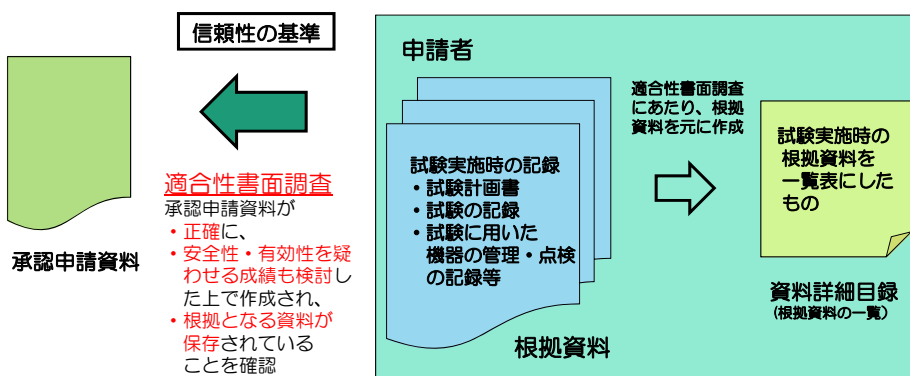 信頼性の基準
承認申請資料
適合性書面調査
承認申請資料が
・正確に、
・安全性・有効性を疑
わせる成績も検討し
た上で作成され、
・根拠となる資料が
保存されている
ことを確認
申請者
試験実施時の記録
・試験計画書
・試験の記録
・試験に用いた
機器の管理・点検
の記録等
根拠資料
適合性書面調査
にあたり、根拠
資料を元に作成
試験実施時の
根拠資料を
一覧表にした
もの
資料詳細目録
(根拠資料の一覧)